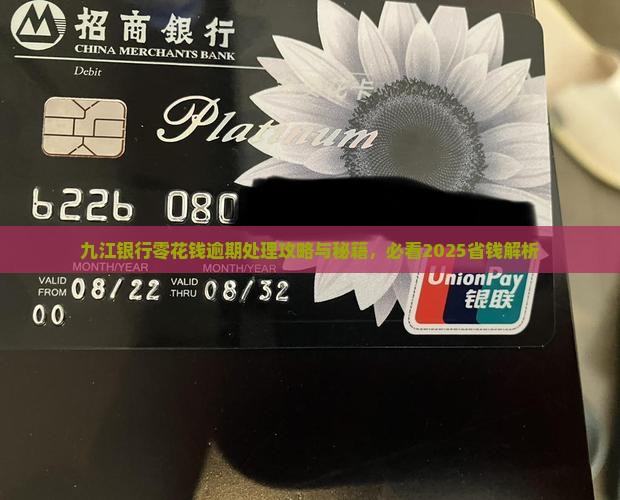 招商銀行
CHINA MERCHANTS BANK
Debit
Platinum
6226 080
九江银行零花钱逾期处理攻略与秘籍，必看2025省钱解析
MONTH/YEAR MONTH/YEAR
VALID FROM 08/22 VALID THRU 08/32
00
UnionPay
银联